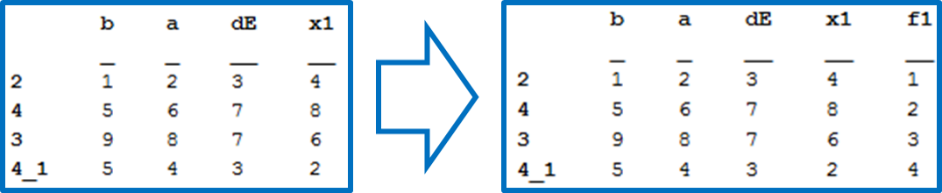 b a dE x1
2 1 2 3 4
4 5 6 7 8
3 9 8 7 6
4_1 5 4 3 2
b a dE x1 f1
2 1 2 3 4 1
4 5 6 7 8 2
3 9 8 7 6 3
4_1 5 4 3 2 4